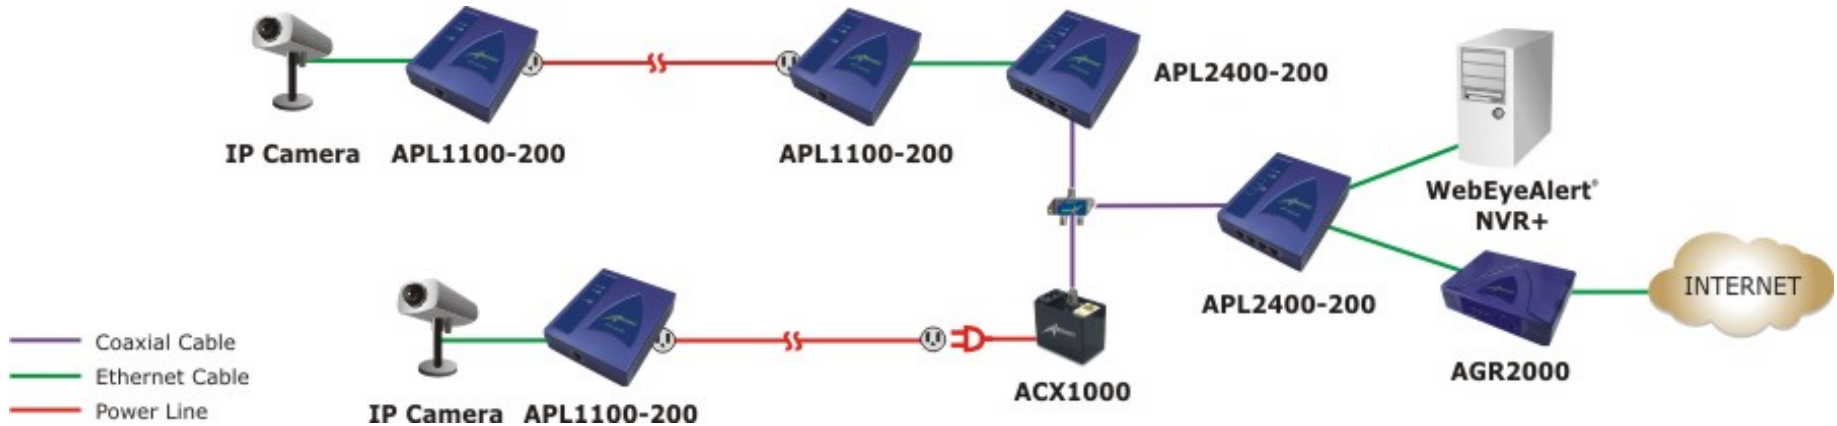 APL2400-200
IP Camera
APL1100-200
APL1100-200
WebEyeAlert®
NVR+
INTERNET
APL2400-200
Coaxial Cable
Ethernet Cable
Power Line
ACX1000
AGR2000
IP Camera
APL1100-200